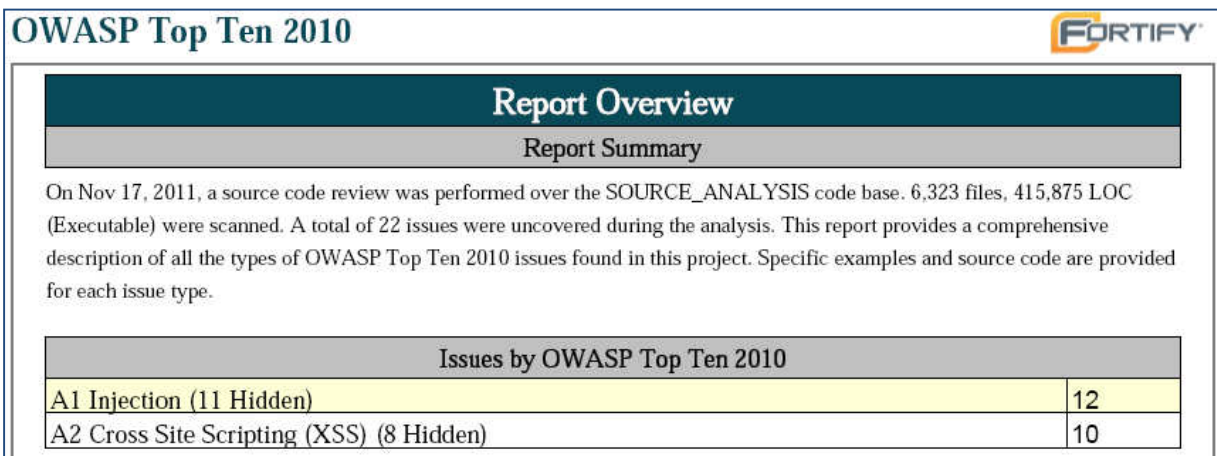 OWASP Top Ten 2010
FORTIFY
Report Overview
Report Summary
On Nov 17, 2011, a source code review was performed over the SOURCE_ANALYSIS code base. 6,323 files, 415,875 LOC
(Executable) were scanned. A total of 22 issues were uncovered during the analysis. This report provides a comprehensive
description of all the types of OWASP Top Ten 2010 issues found in this project. Specific examples and source code are provided
for each issue type.
Issues by OWASP Top Ten 2010
A1 Injection (11 Hidden) 12
A2 Cross Site Scripting (XSS) (8 Hidden) 10